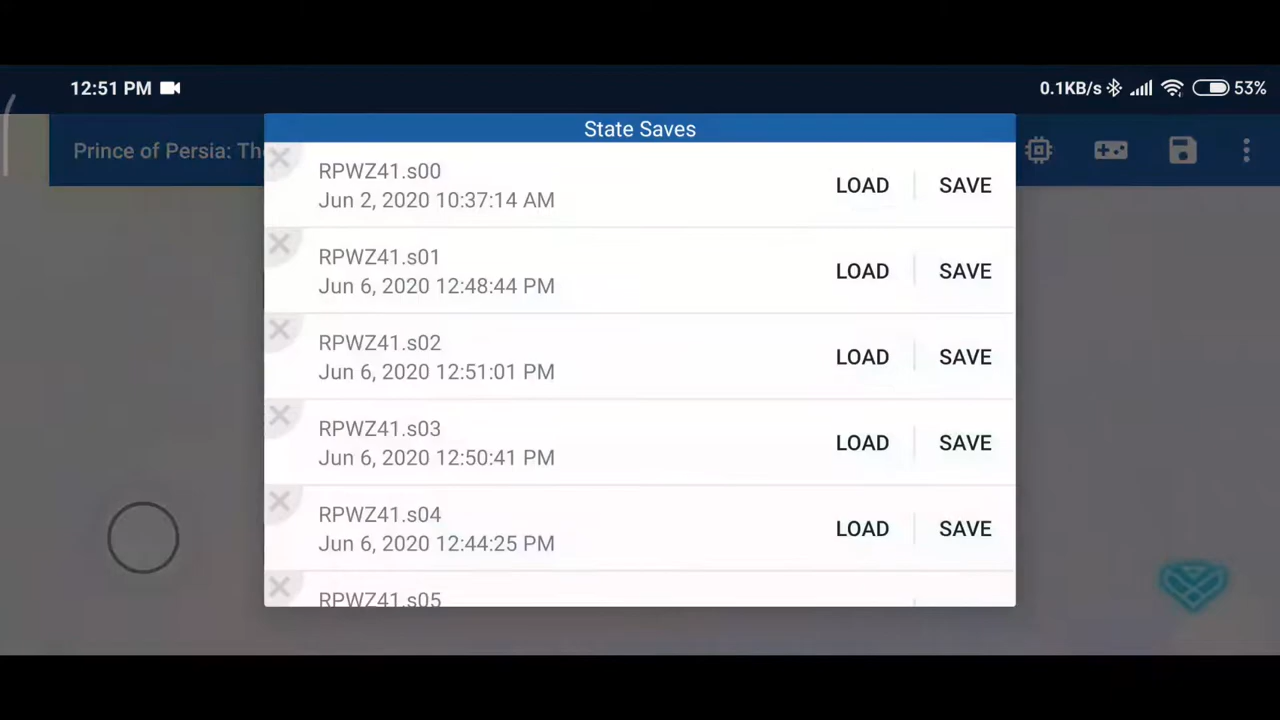 12:51 PM
0.1KB/s 53%
Prince of Persia: Th
State Saves
RPWZ41.s00
Jun 2, 2020 10:37:14 AM
LOAD SAVE
RPWZ41.s01
Jun 6, 2020 12:48:44 PM
LOAD SAVE
RPWZ41.s02
Jun 6, 2020 12:51:01 PM
LOAD SAVE
RPWZ41.s03
Jun 6, 2020 12:50:41 PM
LOAD SAVE
RPWZ41.s04
Jun 6, 2020 12:44:25 PM
LOAD SAVE
RPWZ41.s05